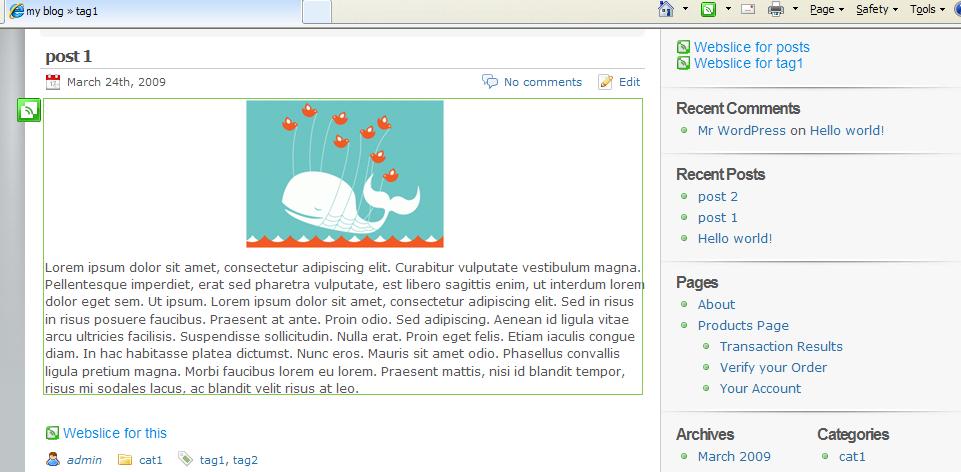 my blog » tag1
Page
Safety
Tools
post 1
March 24th, 2009
No comments
Edit
Lorem ipsum dolor sit amet, consectetur adipiscing elit. Curabitur vulputate vestibulum magna.
Pellentesque imperdiet, erat sed pharetra vulputate, est libero sagittis enim, ut interdum lorem
dolor eget sem. Ut ipsum. Lorem ipsum dolor sit amet, consectetur adipiscing elit. Sed in risus
in risus posuere faucibus. Praesent at ante. Proin odio. Sed adipiscing. Aenean id ligula vitae
arcu ultricies facilisis. Suspendisse sollicitudin. Nulla erat. Proin eget felis. Etiam iaculis congue
diam. In hac habitasse platea dictumst. Nunc eros. Mauris sit amet odio. Phasellus convallis
ligula pretium magna. Morbi faucibus lorem eu lorem. Praesent mattis, nisi id blandit tempor,
risus mi sodales lacus, ac blandit velit risus at leo.
Webslice for this
admin
cat1
tag1, tag2
Webslice for posts
Webslice for tag1
Recent Comments
Mr WordPress on Hello world!
Recent Posts
post 2
post 1
Hello world!
Pages
About
Products Page
Transaction Results
Verify your Order
Your Account
Archives
March 2009
Categories
cat1